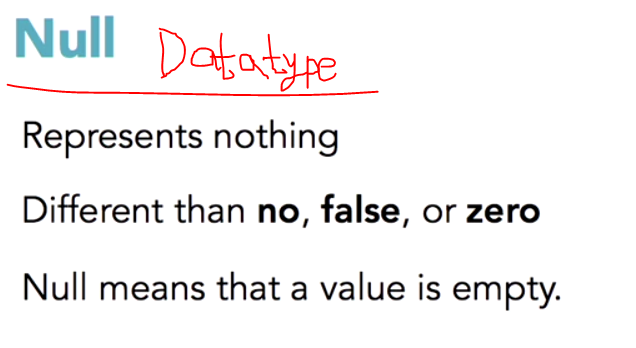 Null Datatype
Represents nothing
Different than no, false, or zero
Null means that a value is empty.